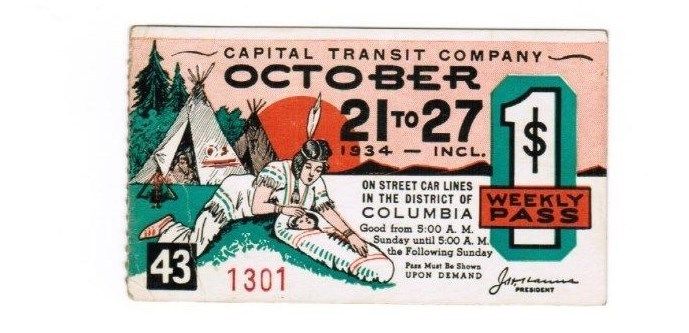 CAPITAL TRANSIT COMPANY
OCTOBER
21 TO 27
1934 — INCL.
1
$
WEEKLY
PASS
ON STREET CAR LINES
IN THE DISTRICT OF
COLUMBIA
Good from 5:00 A. M.
Sunday until 5:00 A. M.
the Following Sunday
Pass Must Be Shown
UPON DEMAND
43
1301
PRESIDENT